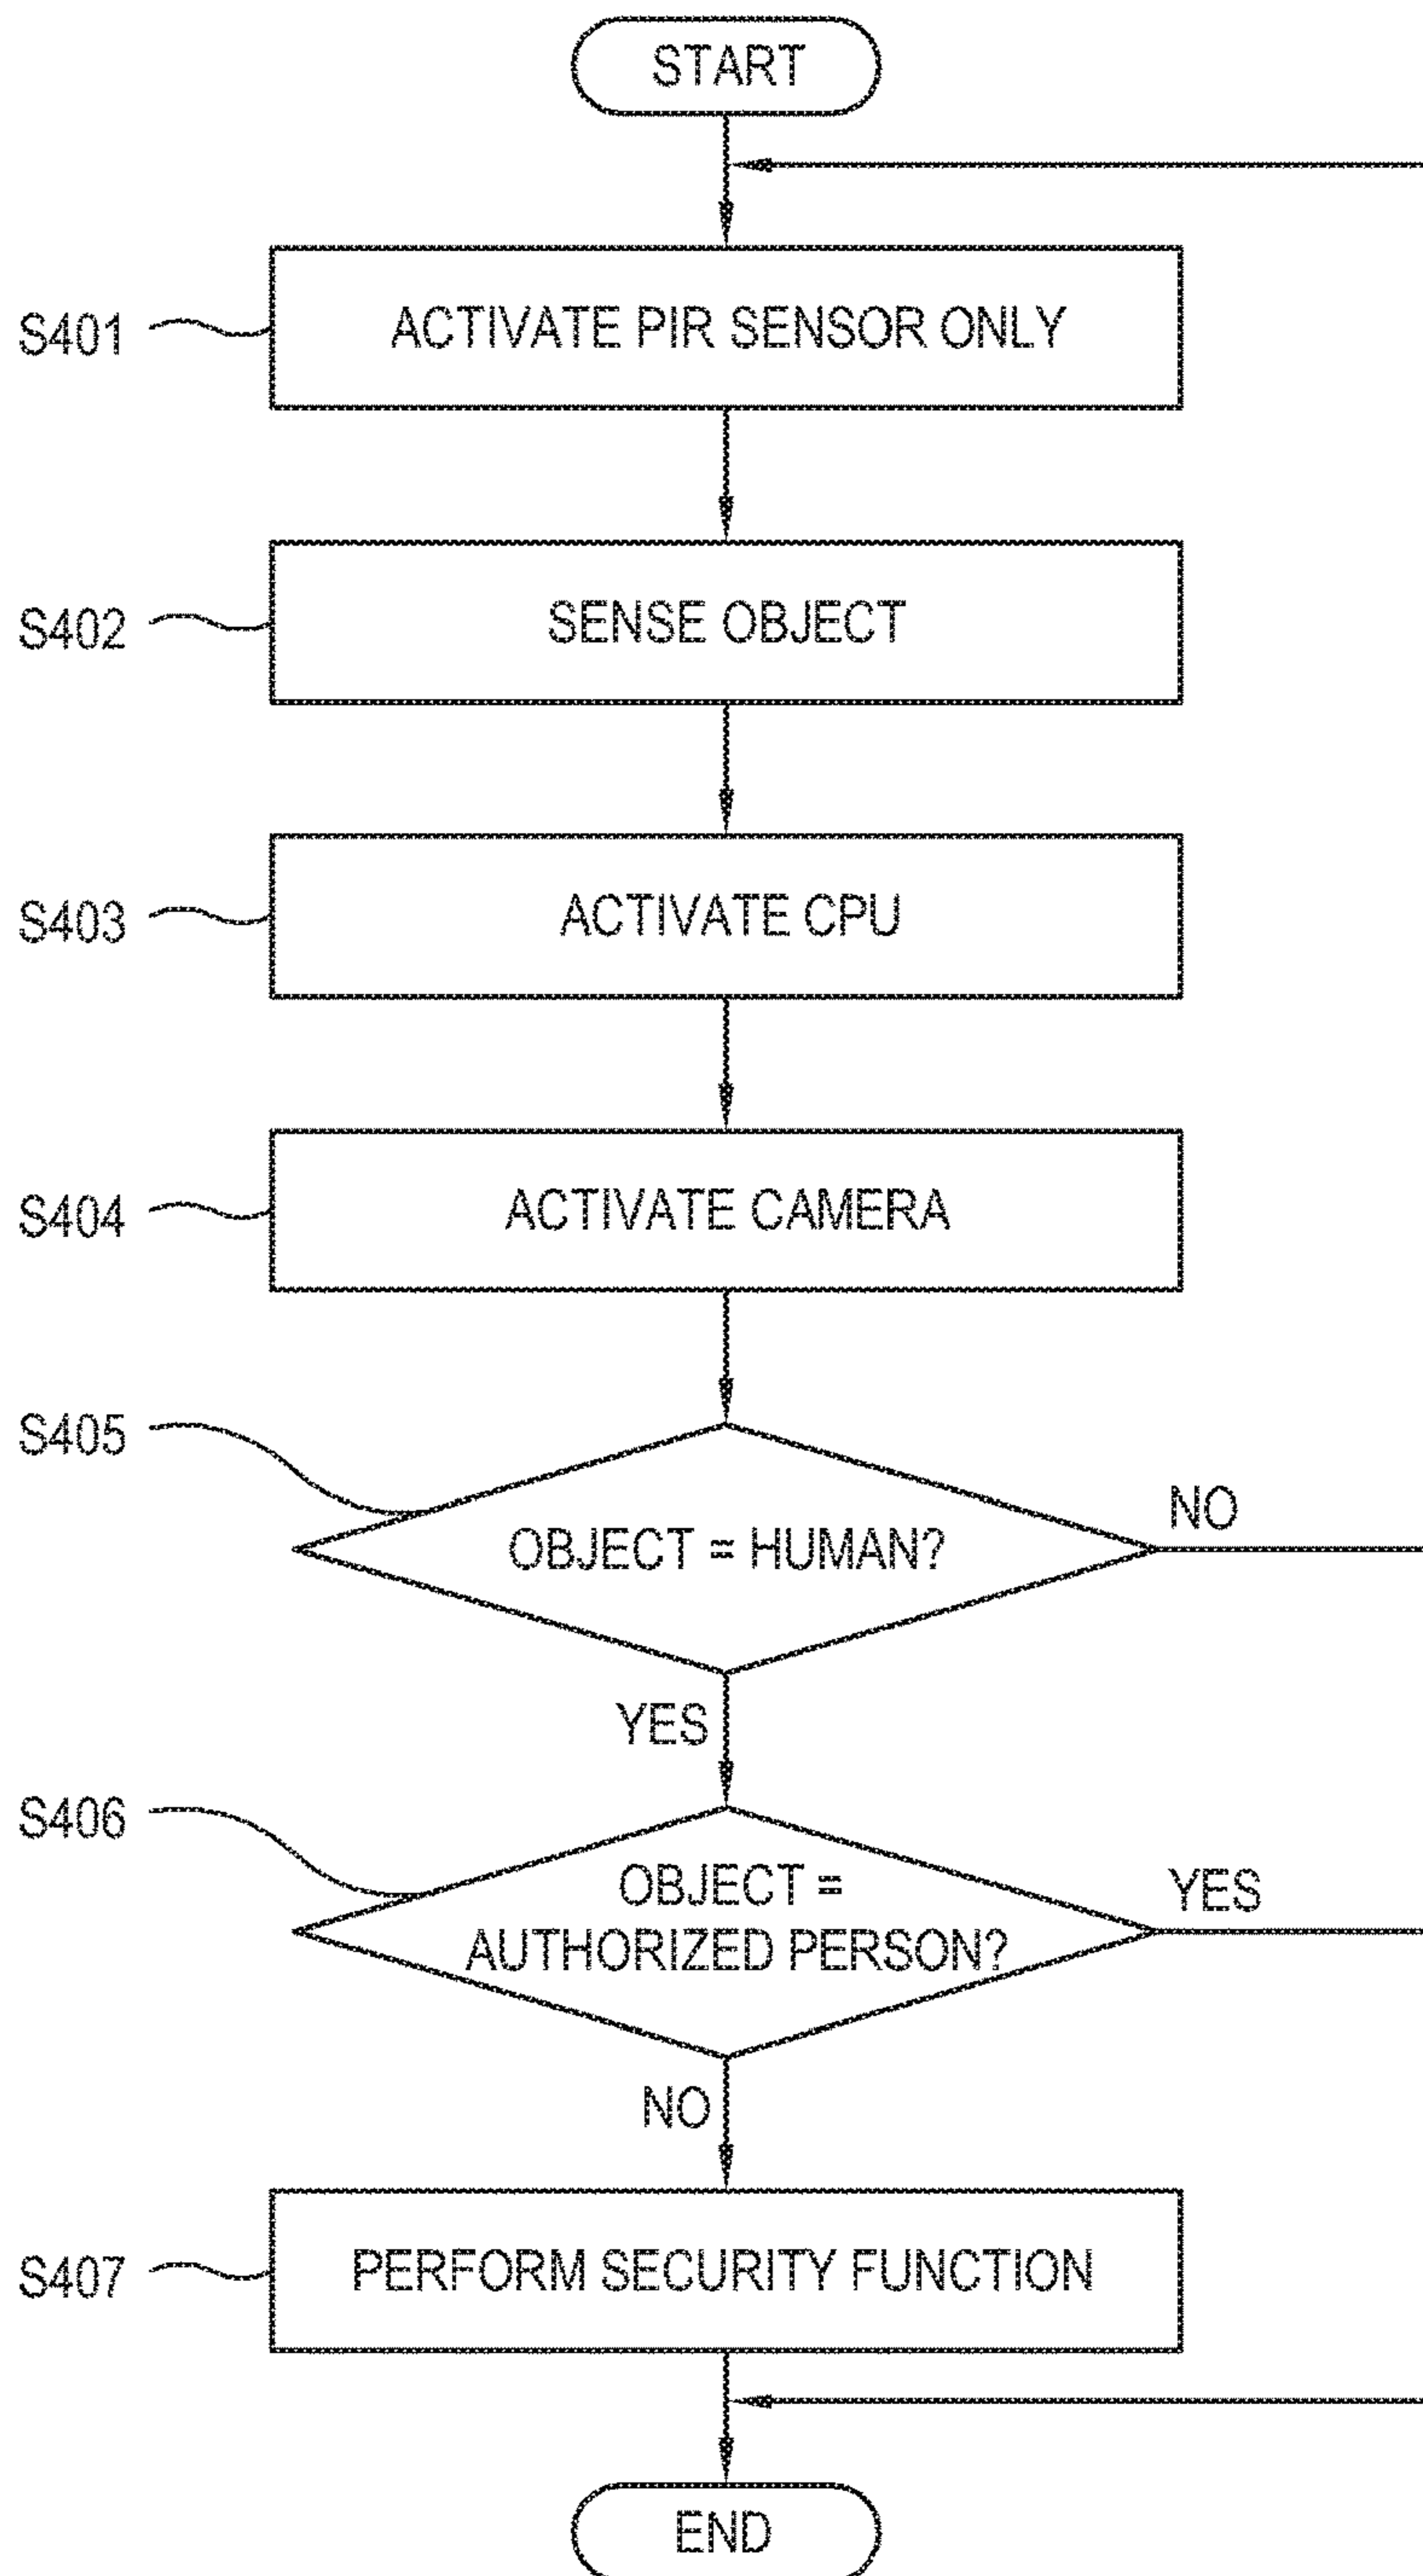 START
S401
ACTIVATE PIR SENSOR ONLY
S402
SENSE OBJECT
S403
ACTIVATE CPU
S404
ACTIVATE CAMERA
S405
OBJECT = HUMAN?
NO
YES
S406
OBJECT =
AUTHORIZED PERSON?
YES
NO
S407
PERFORM SECURITY FUNCTION
END